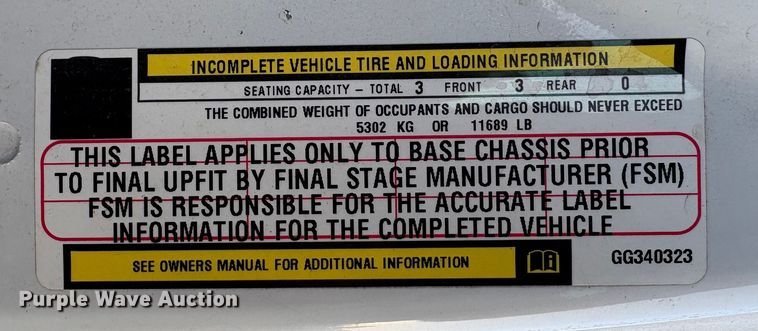 INCOMPLETE VEHICLE TIRE AND LOADING INFORMATION
SEATING CAPACITY – TOTAL 3 FRONT 3 REAR 0
THE COMBINED WEIGHT OF OCCUPANTS AND CARGO SHOULD NEVER EXCEED
5302 KG OR 11689 LB
THIS LABEL APPLIES ONLY TO BASE CHASSIS PRIOR
TO FINAL UPFIT BY FINAL STAGE MANUFACTURER (FSM)
FSM IS RESPONSIBLE FOR THE ACCURATE LABEL
INFORMATION FOR THE COMPLETED VEHICLE
SEE OWNERS MANUAL FOR ADDITIONAL INFORMATION GG340323
Purple Wave Auction